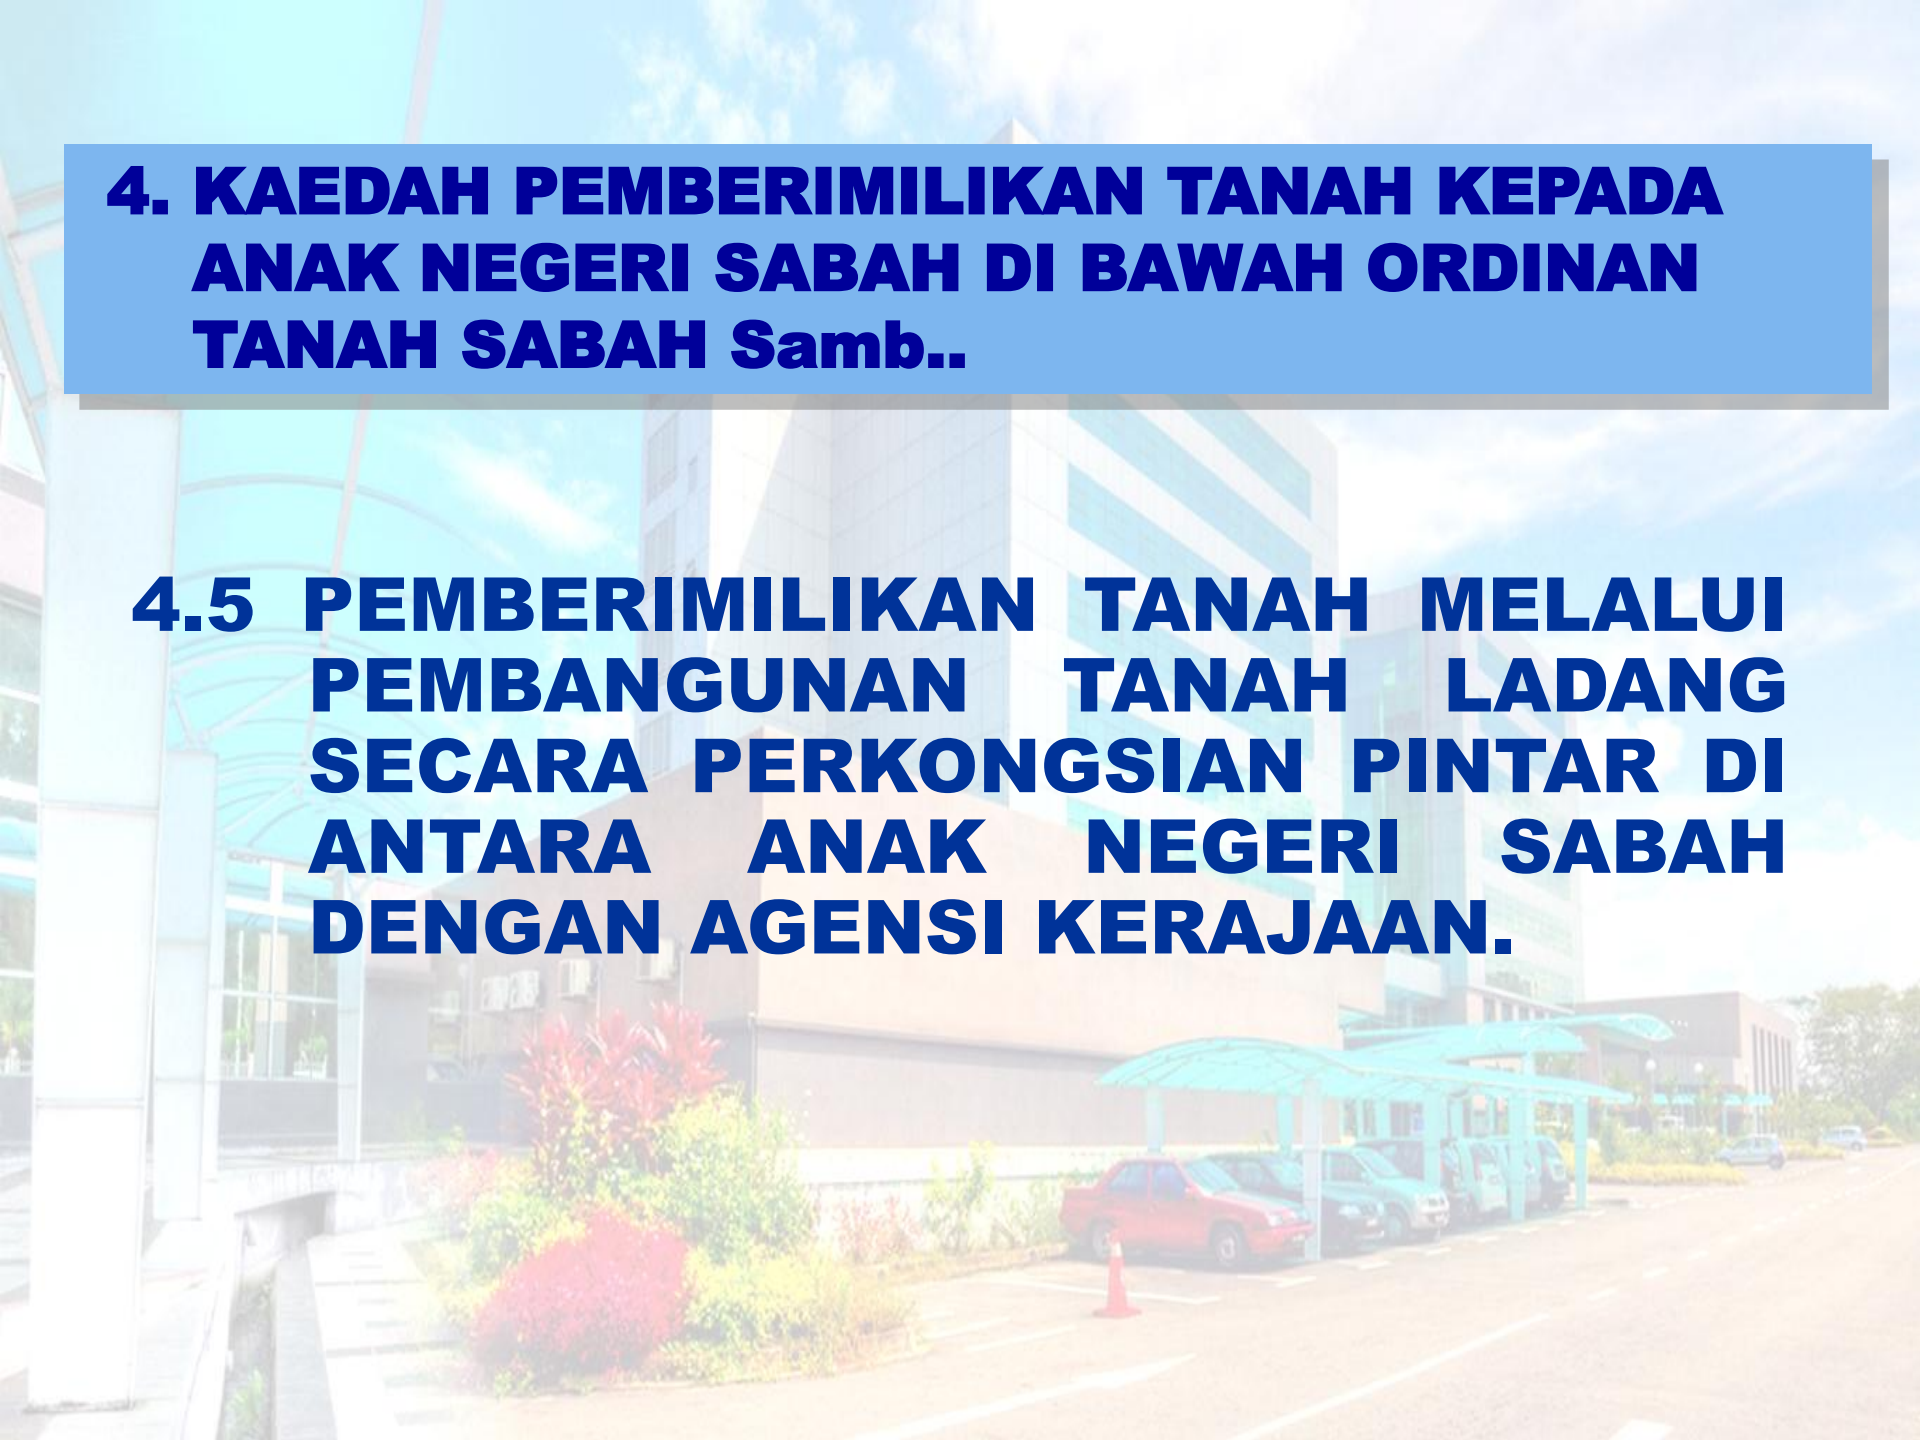 4. KAEDAH PEMBERIMILIKAN TANAH KEPADA
ANAK NEGERI SABAH DI BAWAH ORDINAN
TANAH SABAH Samb..
4.5 PEMBERIMILIKAN TANAH MELALUI
PEMBANGUNAN TANAH LADANG
SECARA PERKONGSIAN PINTAR DI
ANTARA ANAK NEGERI SABAH
DENGAN AGENSI KERAJAAN.